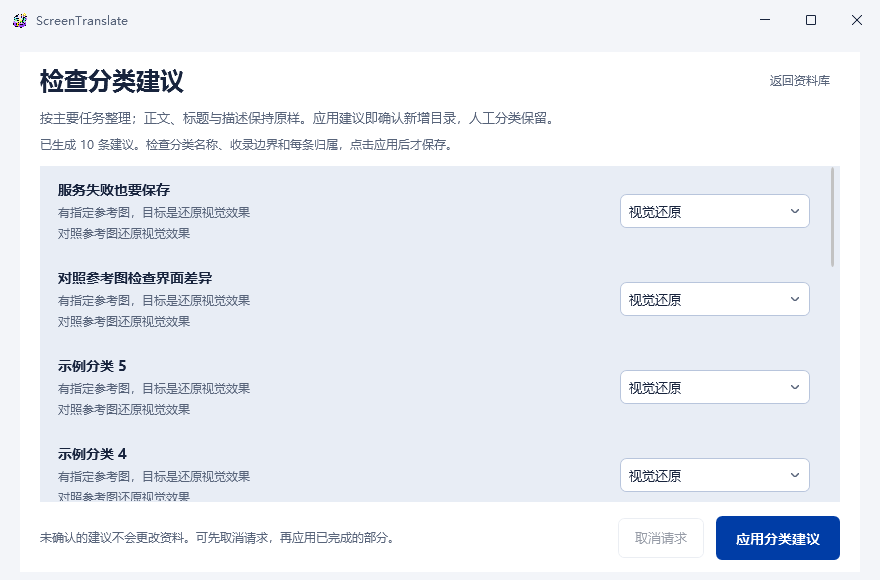 ScreenTranslate
检查分类建议
返回资料库
按主要任务整理；正文、标题与描述保持原样。应用建议即确认新增目录，人工分类保留。
已生成 10 条建议。检查分类名称、收录边界和每条归属，点击应用后才保存。
服务失败也要保存
有指定参考图，目标是还原视觉效果
对照参考图还原视觉效果
视觉还原
对照参考图检查界面差异
有指定参考图，目标是还原视觉效果
对照参考图还原视觉效果
视觉还原
示例分类 5
有指定参考图，目标是还原视觉效果
对照参考图还原视觉效果
视觉还原
示例分类 4
有指定参考图，目标是还原视觉效果
对照参考图还原视觉效果
视觉还原
未确认的建议不会更改资料。可先取消请求，再应用已完成的部分。
取消请求
应用分类建议